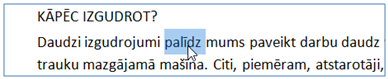 KĀPĒC IZGUDROT?
Daudzi izgudrojumi palīdz mums paveikt darbu daudz
trauku mazgājamā mašīna. Citi, piemēram, atstarotāji,